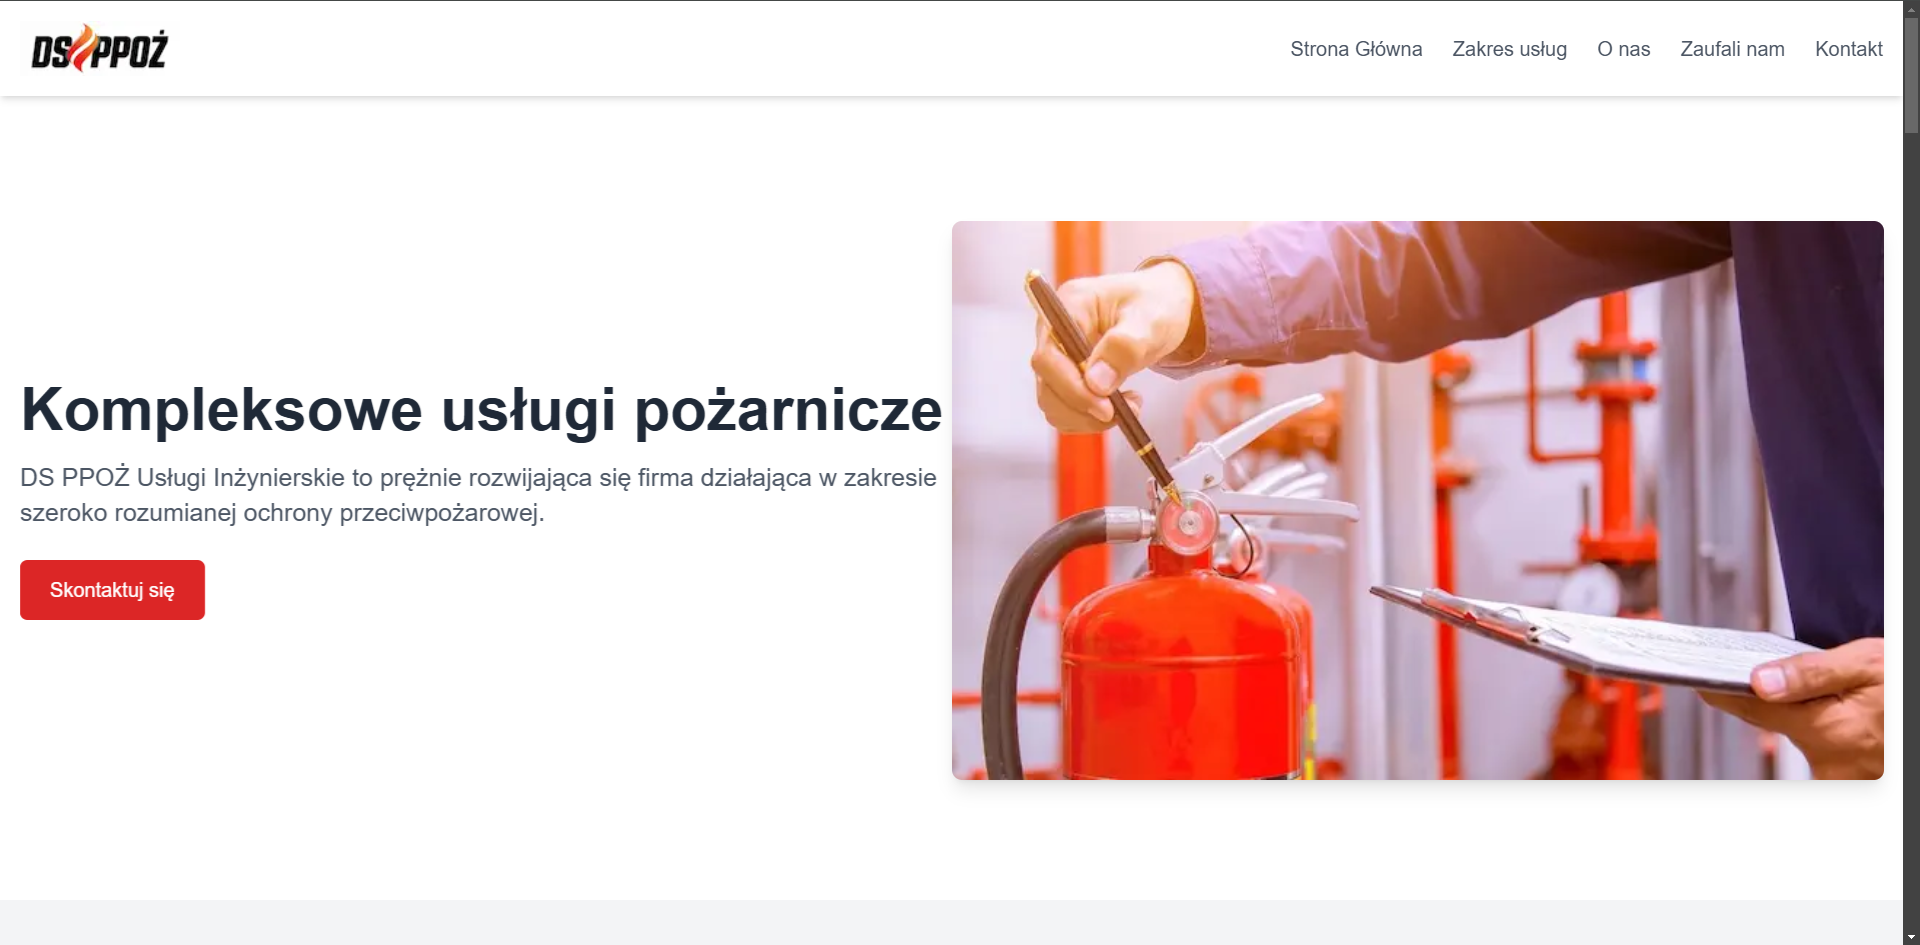 DS PPOŻ
Strona Główna
Zakres usług
O nas
Zaufali nam
Kontakt
Kompleksowe usługi pożarnicze
DS PPOŻ Usługi Inżynierskie to prężnie rozwijająca się firma działająca w zakresie
szeroko rozumianej ochrony przeciwpożarowej.
Skontaktuj się